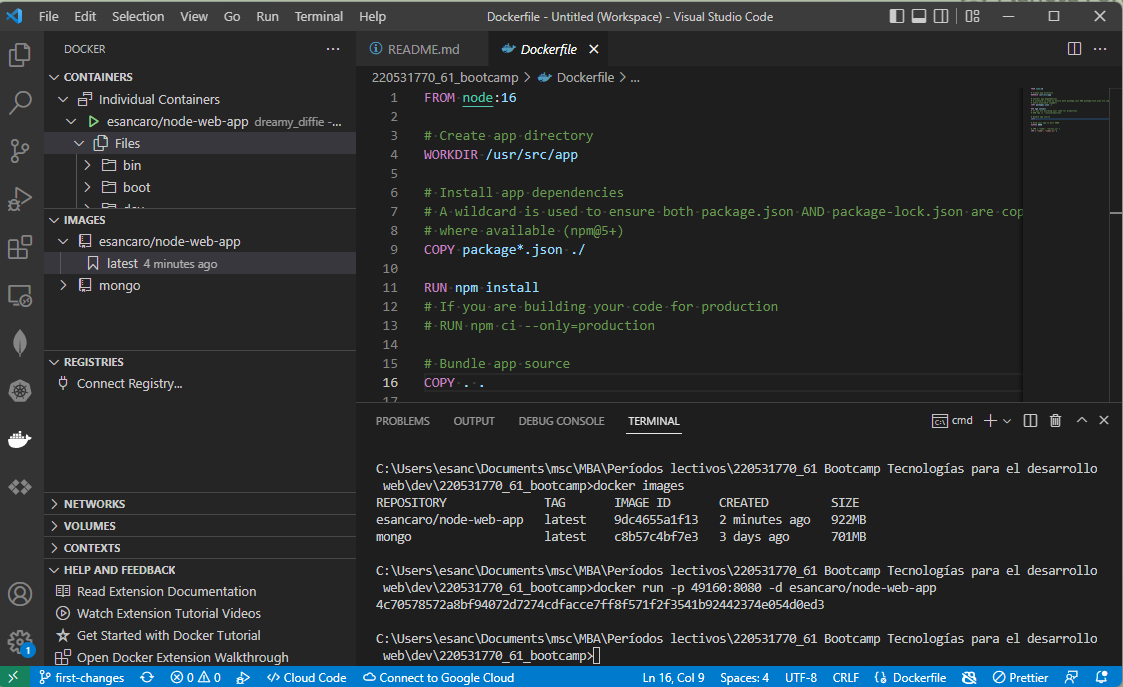 File Edit Selection View Go Run Terminal Help Dockerfile - Untitled (Workspace) - Visual Studio Code
DOCKER
CONTAINERS
Individual Containers
esancaro/node-web-app dreamy_diffie -...
Files
bin
boot
IMAGES
esancaro/node-web-app
latest 4 minutes ago
mongo
REGISTRIES
Connect Registry...
NETWORKS
VOLUMES
CONTEXTS
HELP AND FEEDBACK
Read Extension Documentation
Watch Extension Tutorial Videos
Get Started with Docker Tutorial
Open Docker Extension Walkthrough
README.md Dockerfile
220531770_61_bootcamp > Dockerfile > ...
1 FROM node:16
2
3 # Create app directory
4 WORKDIR /usr/src/app
5
6 # Install app dependencies
7 # A wildcard is used to ensure both package.json AND package-lock.json are cop
8 # where available (npm@5+)
9 COPY package*.json ./
10
11 RUN npm install
12 # If you are building your code for production
13 # RUN npm ci --only=production
14
15 # Bundle app source
16 COPY . .
17
PROBLEMS OUTPUT DEBUG CONSOLE TERMINAL cmd
C:\Users\esanc\Documents\msc\MBA\Períodos lectivos\220531770_61 Bootcamp Tecnologías para el desarrollo
web\dev\220531770_61_bootcamp>docker images
REPOSITORY TAG IMAGE ID CREATED SIZE
esancaro/node-web-app latest 9dc4655a1f13 2 minutes ago 922MB
mongo latest c8b57c4bf7e3 3 days ago 701MB
C:\Users\esanc\Documents\msc\MBA\Períodos lectivos\220531770_61 Bootcamp Tecnologías para el desarrollo
web\dev\220531770_61_bootcamp>docker run -p 49160:8080 -d esancaro/node-web-app
4c70578572a8bf94072d7274cdfacce7ff8f571f2f3541b92442374e054d0ed3
C:\Users\esanc\Documents\msc\MBA\Períodos lectivos\220531770_61 Bootcamp Tecnologías para el desarrollo
web\dev\220531770_61_bootcamp>
1
first-changes 0 0 Cloud Code Connect to Google Cloud Ln 16, Col 9 Spaces: 4 UTF-8 CRLF Dockerfile Prettier